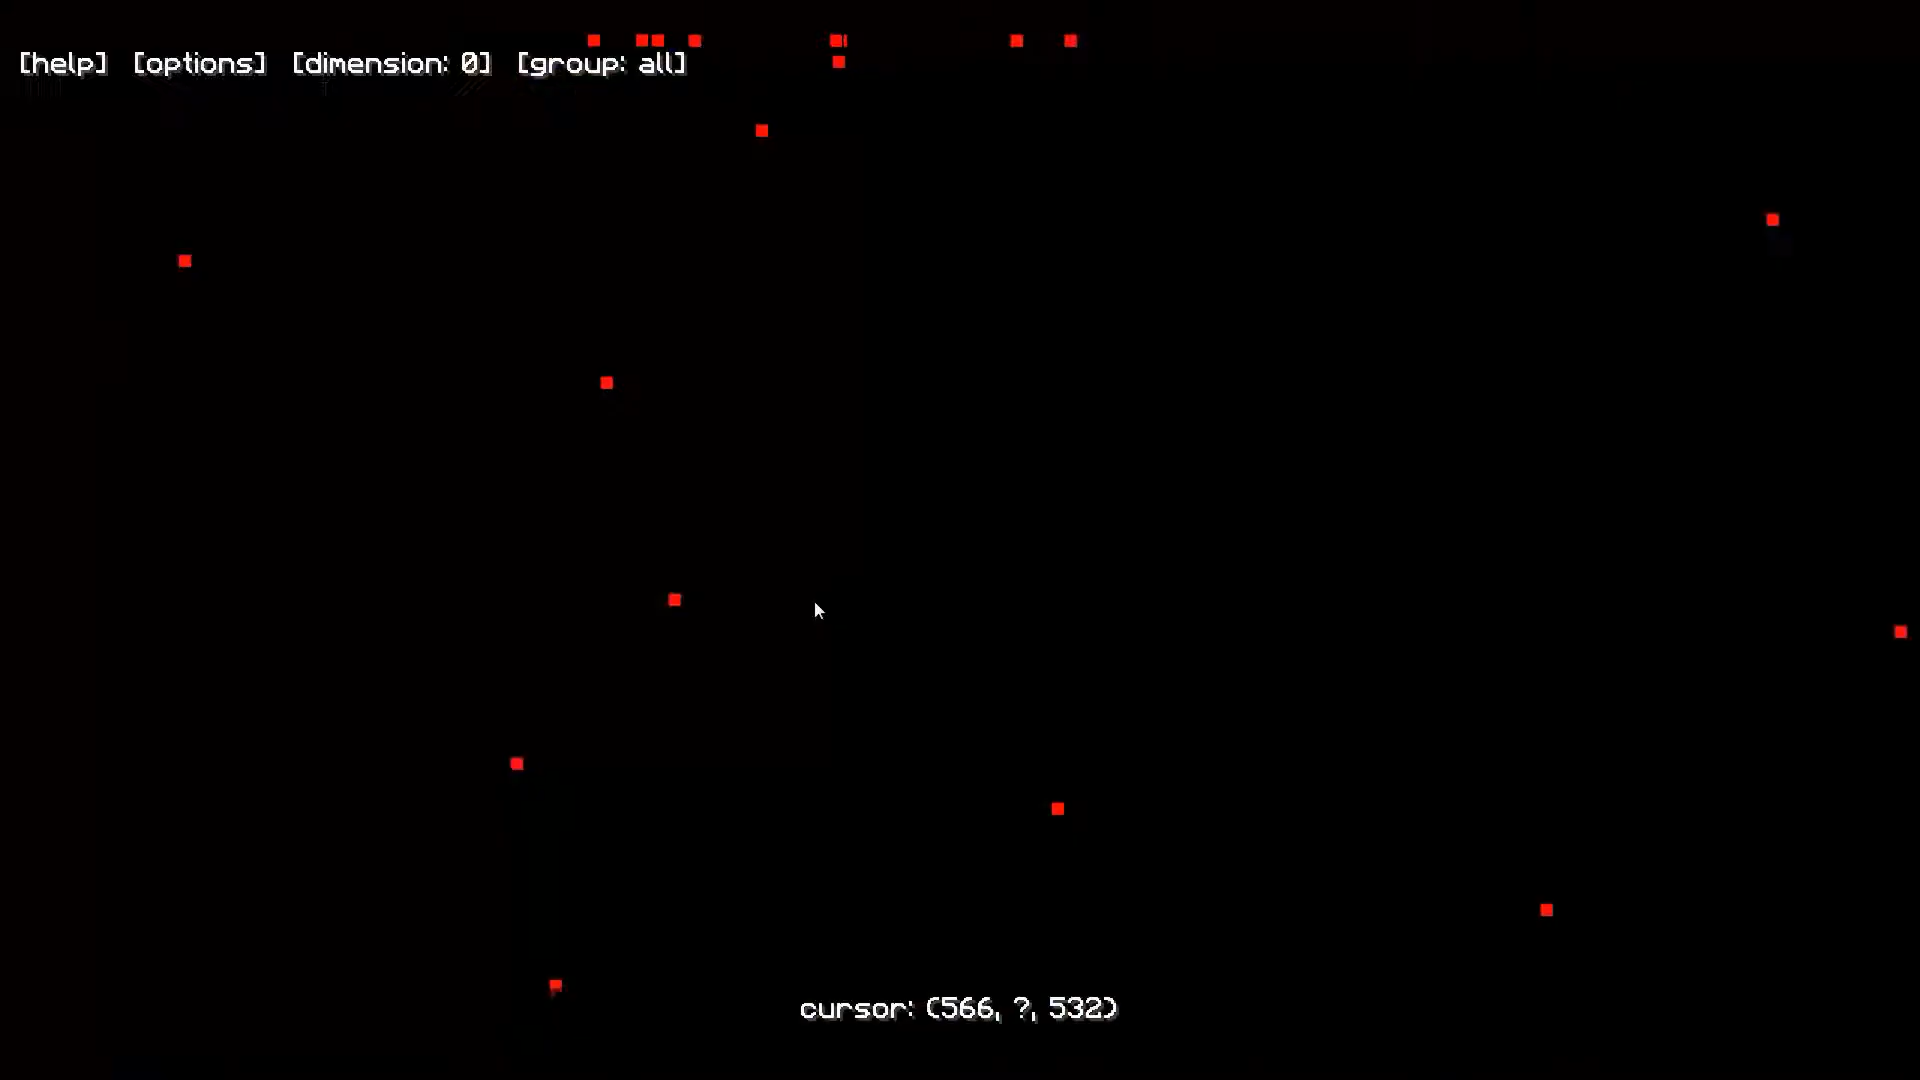 [help] [options] [dimension: 0] [group: all]
cursor: (566, ?, 532)